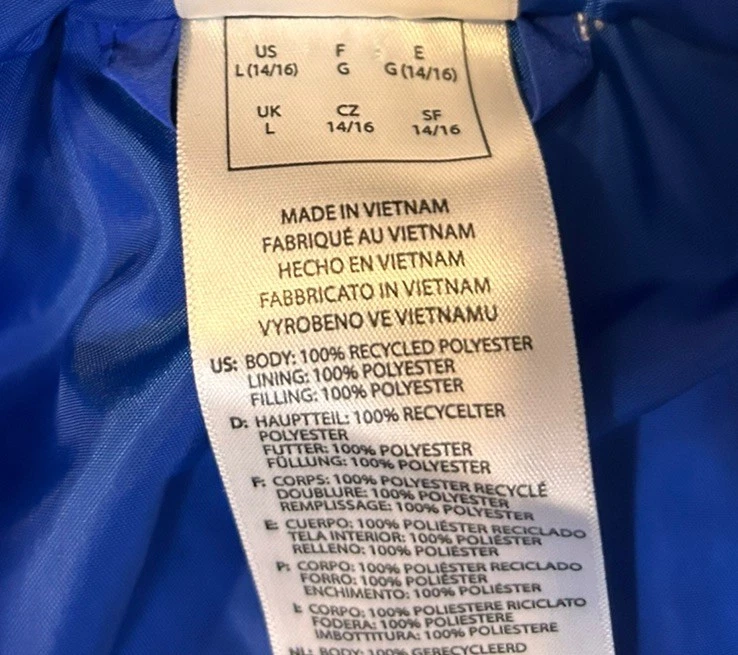 US F E
L (14/16) G G (14/16)
UK CZ SF
L 14/16 14/16
MADE IN VIETNAM
FABRIQUÉ AU VIETNAM
HECHO EN VIETNAM
FABBRICATO IN VIETNAM
VYROBENO VE VIETNAMU
US: BODY: 100% RECYCLED POLYESTER
LINING: 100% POLYESTER
FILLING: 100% POLYESTER
D: HAUPTTEIL: 100% RECYCELTER
POLYESTER
FUTTER: 100% POLYESTER
FÜLLUNG: 100% POLYESTER
F: CORPS: 100% POLYESTER RECYCLÉ
DOUBLURE: 100% POLYESTER
REMPLISSAGE: 100% POLYESTER
E: CUERPO: 100% POLIÉSTER RECICLADO
TELA INTERIOR: 100% POLIÉSTER
RELLENO: 100% POLIÉSTER
P: CORPO: 100% POLIÉSTER RECICLADO
FORRO: 100% POLIÉSTER
ENCHIMENTO: 100% POLIÉSTER
I: CORPO: 100% POLIESTERE RICICLATO
FODERA: 100% POLIESTERE
IMBOTTITURA: 100% POLIESTERE
NL: BODY: 100% GERECYCLEERD